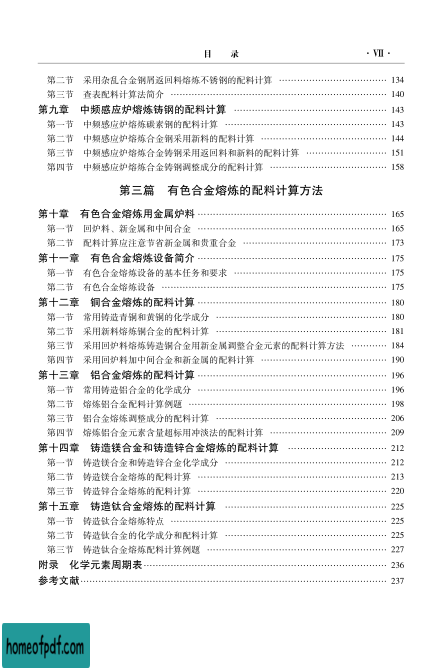 目　录 · Ⅶ ·
第二节 采用杂乱合金钢屑返回料熔炼不锈钢的配料计算 …… 134
第三节 查表配料计算法简介 …… 140
第九章 中频感应炉熔炼铸钢的配料计算 …… 143
第一节 中频感应炉熔炼碳素钢的配料计算 …… 143
第二节 中频感应炉熔炼合金钢采用新料的配料计算 …… 144
第三节 中频感应炉熔炼合金铸钢采用返回料和新料的配料计算 …… 151
第四节 中频感应炉熔炼合金铸钢调整成分的配料计算 …… 158
第三篇 有色合金熔炼的配料计算方法
第十章 有色合金熔炼用金属炉料 …… 165
第一节 回炉料、新金属和中间合金 …… 165
第二节 配料计算应注意节省新金属和贵重合金 …… 173
第十一章 有色合金熔炼设备简介 …… 175
第一节 有色合金熔炼设备的基本任务和要求 …… 175
第二节 有色合金熔炼设备 …… 175
第十二章 铜合金熔炼的配料计算 …… 180
第一节 常用铸造青铜和黄铜的化学成分 …… 180
第二节 采用新料熔炼铜合金的配料计算 …… 181
第三节 采用回炉料熔炼铸造铜合金用新金属调整合金元素的配料计算方法 …… 184
第四节 采用回炉料加中间合金和新金属的配料计算 …… 190
第十三章 铝合金熔炼的配料计算 …… 196
第一节 常用铸造铝合金的化学成分 …… 196
第二节 熔炼铝合金配料计算例题 …… 198
第三节 铝合金熔炼调整成分的配料计算 …… 206
第四节 熔炼铝合金元素含量超标用冲淡法的配料计算 …… 209
第十四章 铸造镁合金和铸造锌合金熔炼的配料计算 …… 212
第一节 铸造镁合金和铸造锌合金化学成分 …… 212
第二节 铸造镁合金熔炼的配料计算 …… 213
第三节 铸造锌合金熔炼的配料计算 …… 220
第十五章 铸造钛合金熔炼的配料计算 …… 225
第一节 铸造钛合金熔炼特点 …… 225
第二节 铸造钛合金的化学成分和配料计算 …… 225
第三节 铸造钛合金熔炼配料计算例题 …… 227
附录 化学元素周期表 …… 236
参考文献 …… 237
homeofpdf.com